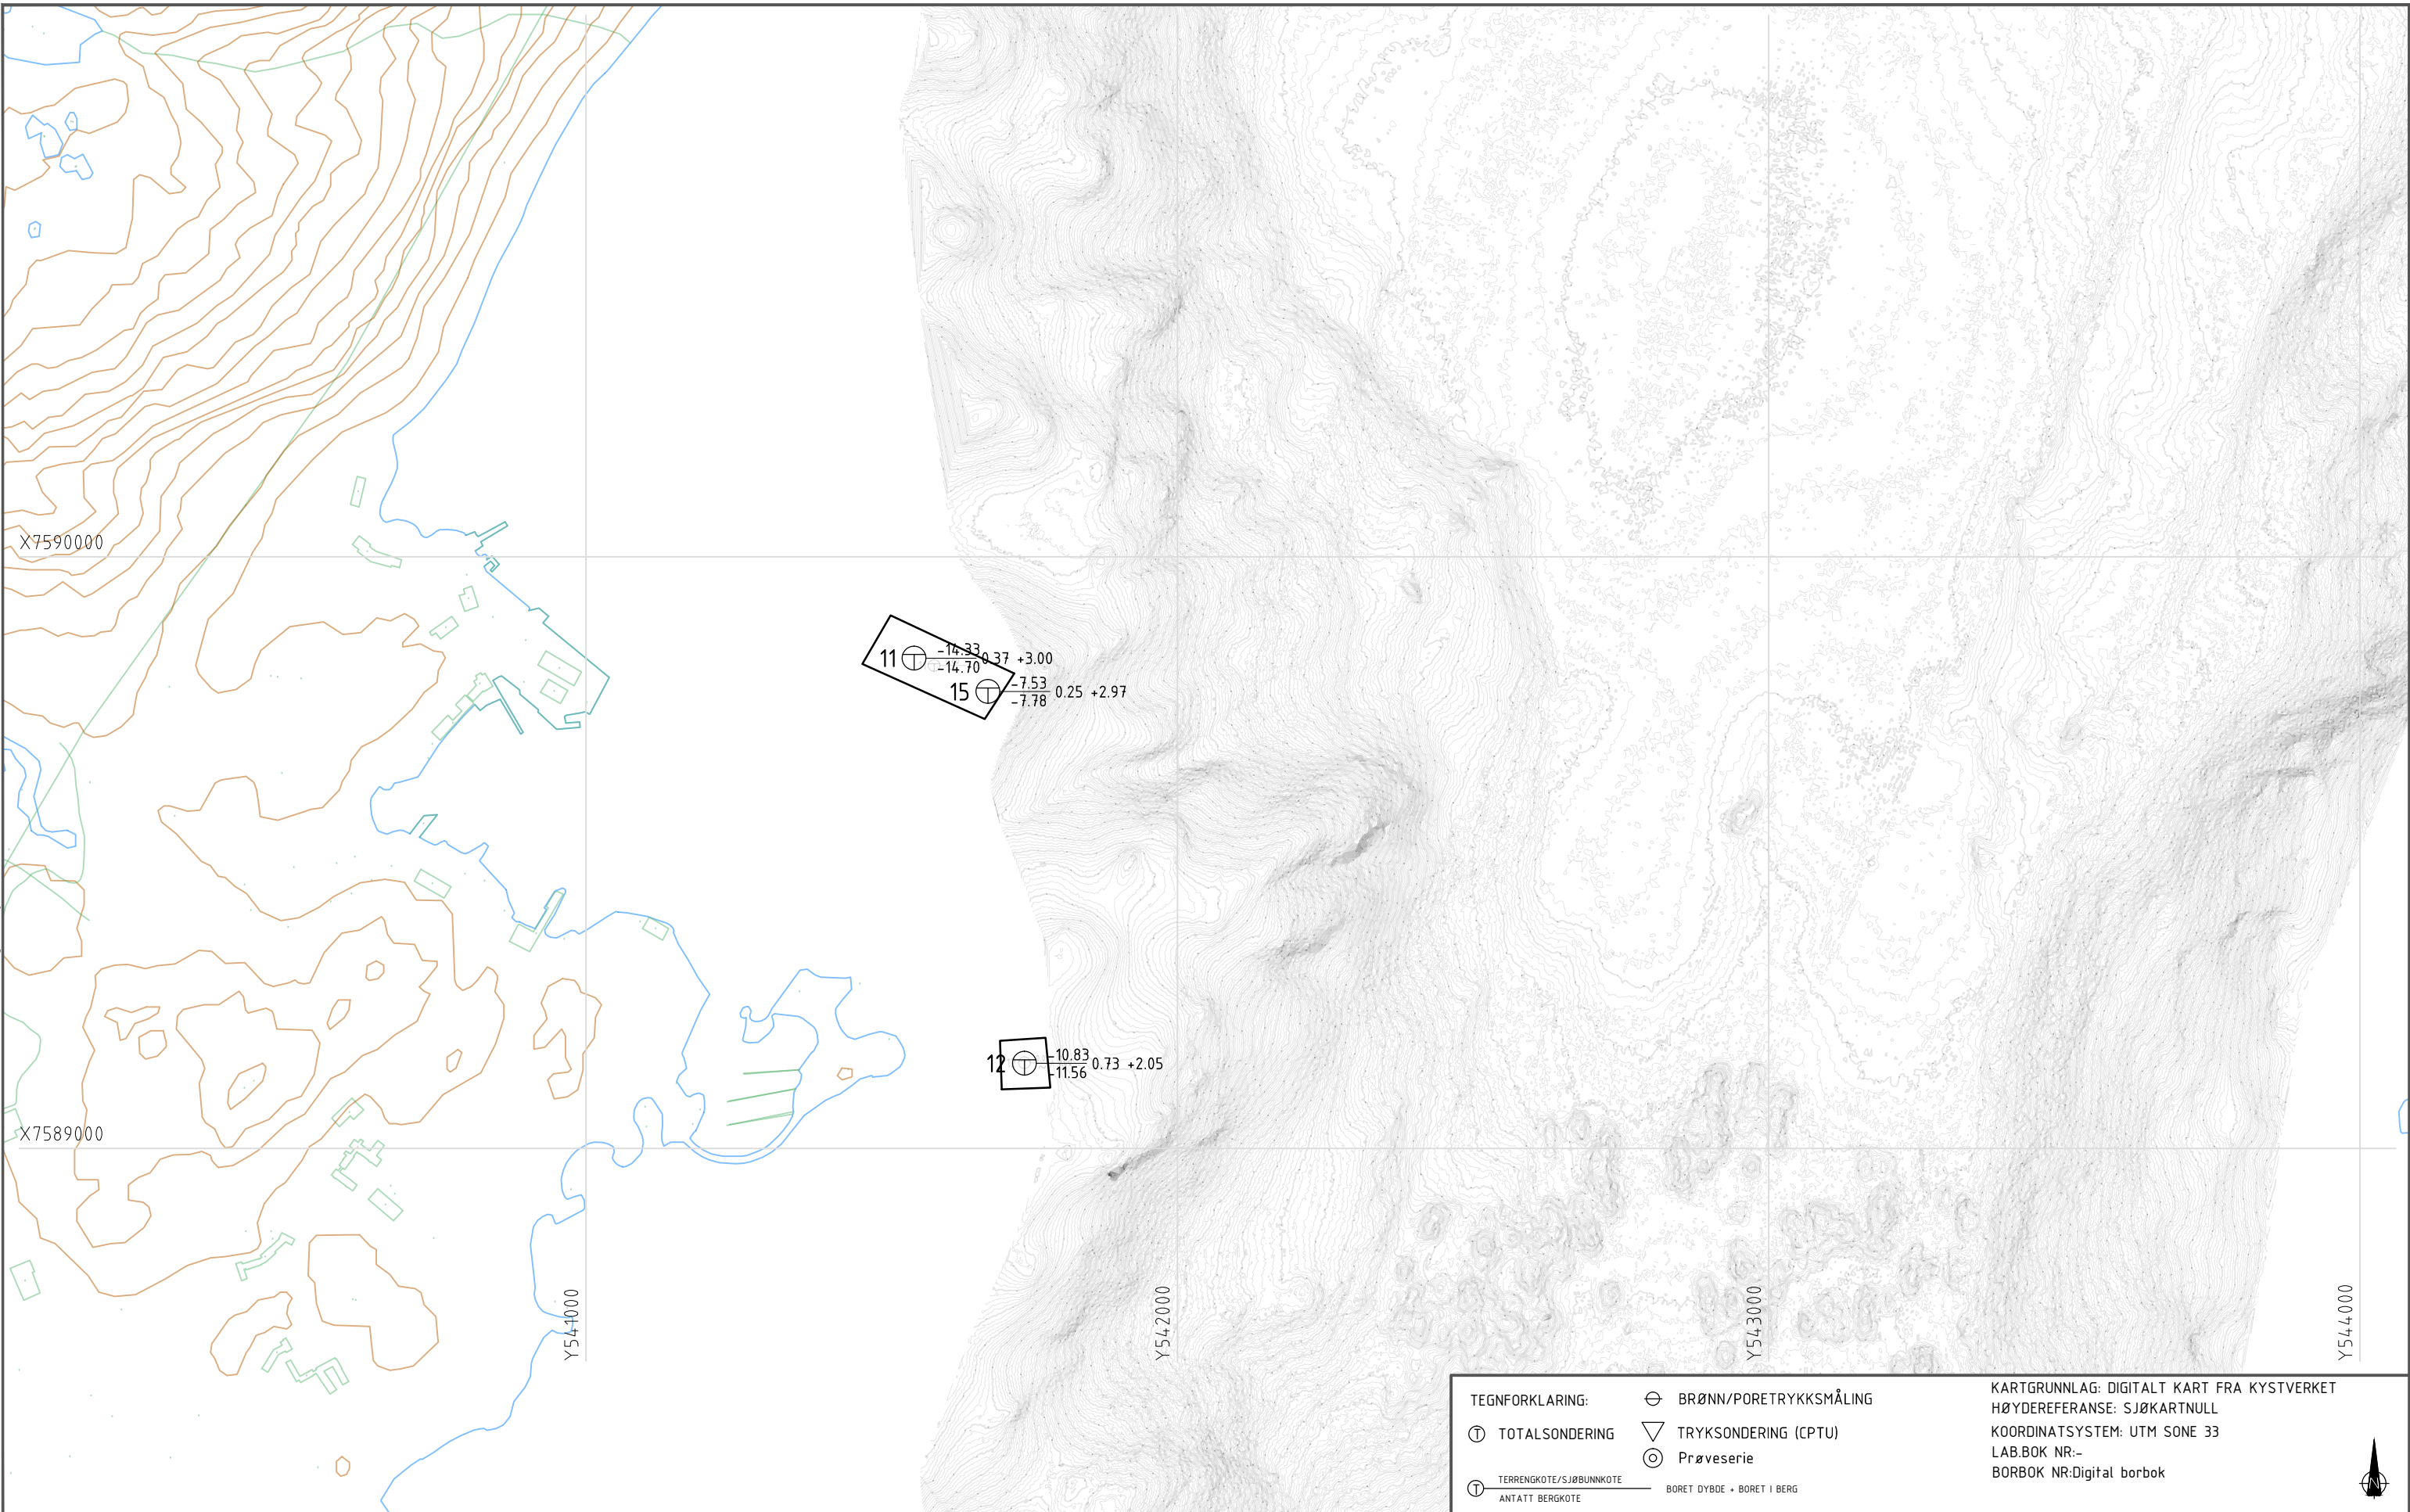 X7590000
11 -14.33 0.37 +3.00
-14.70
15 -7.53 0.25 +2.97
-7.78
12 -10.83 0.73 +2.05
-11.56
X7589000
Y541000
Y542000
Y543000
Y544000
TEGNFORKLARING:
BRØNN/PORETRYKKSMÅLING
T TOTALSONDERING
TRYKSONDERING (CPTU)
Prøveserie
T TERRENGKOTE/SJØBUNNKOTE
ANTATT BERGKOTE
BORET DYBDE + BORET I BERG
KARTGRUNNLAG: DIGITALT KART FRA KYSTVERKET
HØYDEREFERANSE: SJØKARTNULL
KOORDINATSYSTEM: UTM SONE 33
LAB.BOK NR:-
BORBOK NR:Digital borbok
N